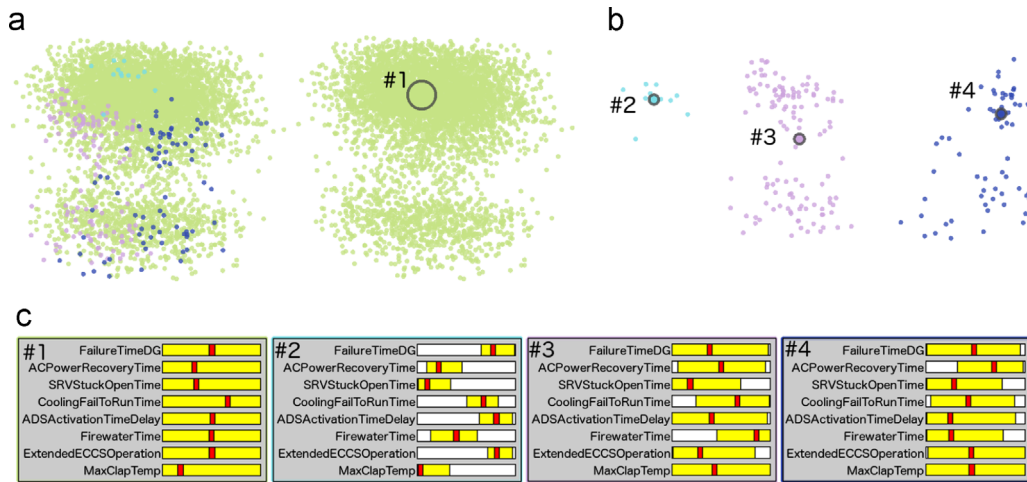 a
b
#1
#2
#3
#4
c
#1
FailureTimeDG
ACPowerRecoveryTime
SRVStuckOpenTime
CoolingFailToRunTime
ADSActivationTimeDelay
FirewaterTime
ExtendedECCSOperation
MaxClapTemp
#2
FailureTimeDG
ACPowerRecoveryTime
SRVStuckOpenTime
CoolingFailToRunTime
ADSActivationTimeDelay
FirewaterTime
ExtendedECCSOperation
MaxClapTemp
#3
FailureTimeDG
ACPowerRecoveryTime
SRVStuckOpenTime
CoolingFailToRunTime
ADSActivationTimeDelay
FirewaterTime
ExtendedECCSOperation
MaxClapTemp
#4
FailureTimeDG
ACPowerRecoveryTime
SRVStuckOpenTime
CoolingFailToRunTime
ADSActivationTimeDelay
FirewaterTime
ExtendedECCSOperation
MaxClapTemp